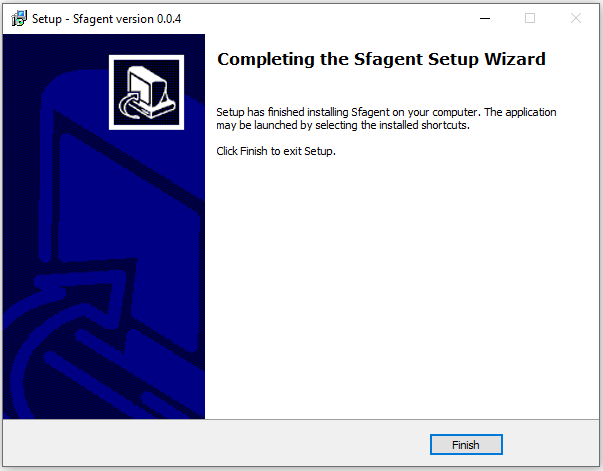 Setup - Sfagent version 0.0.4
Completing the Sfagent Setup Wizard
Setup has finished installing Sfagent on your computer. The application
may be launched by selecting the installed shortcuts.
Click Finish to exit Setup.
Finish